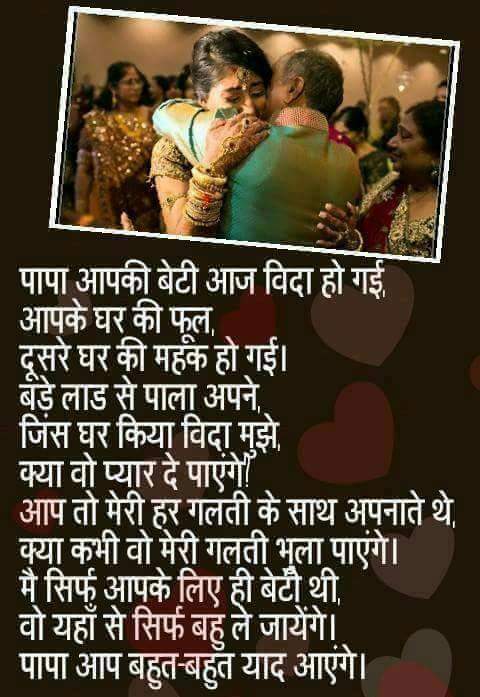 पापा आपकी बेटी आज विदा हो गई,
आपके घर की फूल,
दूसरे घर की महक हो गई।
बड़े लाड से पाला अपने,
जिंस घर किया विदा मुझे,
क्या वो प्यार दे पाएंगे!
आप तो मेरी हर गलती के साथ अपनाते थे,
क्या कभी वो मेरी गलती भुला पाएंगे।
मै सिर्फ आपके लिए ही बेटी थी,
वो यहाँ से सिर्फ बहु ले जायेंगे।
पापा आप बहुत-बहुत याद आएंगे।